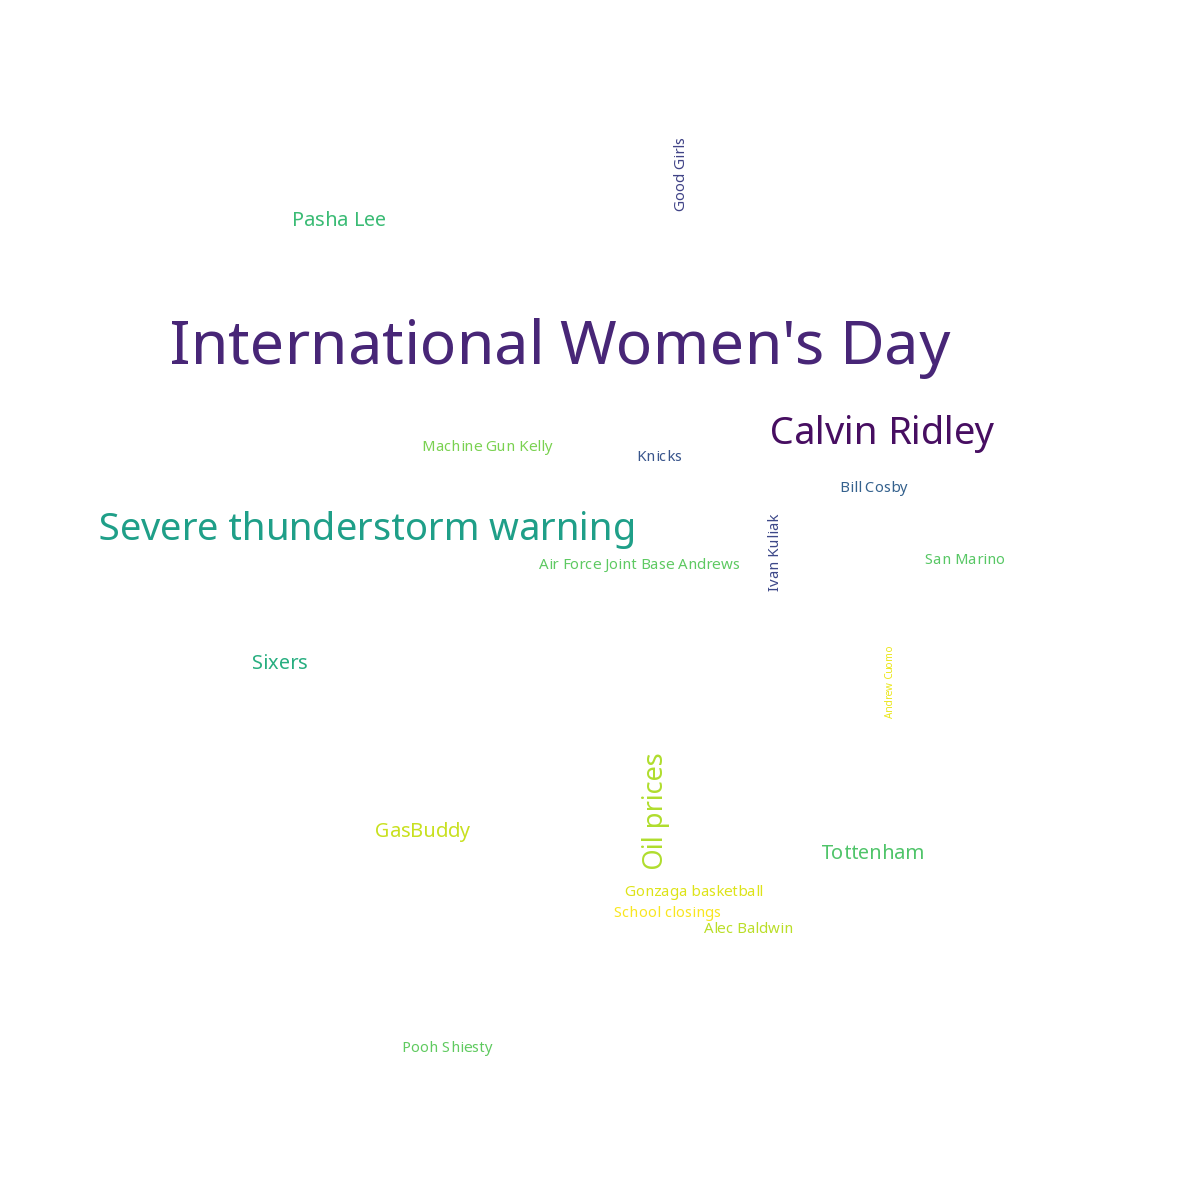 Good Girls
Pasha Lee
International Women's Day
Calvin Ridley
Machine Gun Kelly
Knicks
Bill Cosby
Severe thunderstorm warning
Ivan Kuliak
Air Force Joint Base Andrews
San Marino
Sixers
Andrew Cuomo
Oil prices
GasBuddy
Tottenham
Gonzaga basketball
School closings
Alec Baldwin
Pooh Shiesty